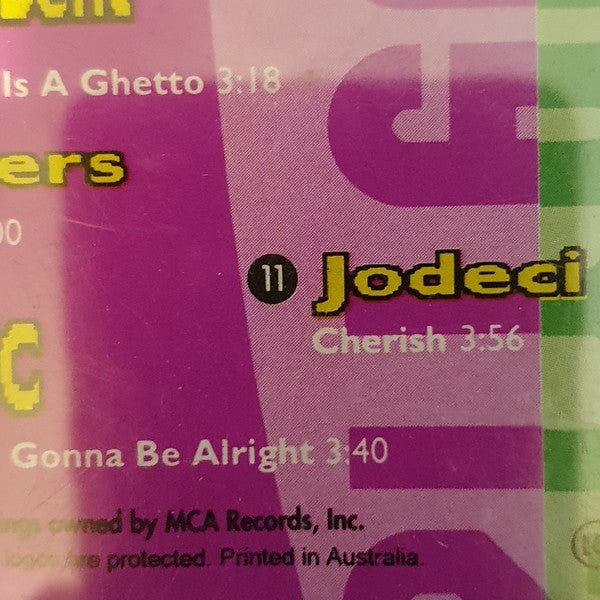 Is A Ghetto 3:18
ers
00
11 Jodeci
Cherish 3:56
C
Gonna Be Alright 3:40
owned by MCA Records, Inc.
logos are protected. Printed in Australia.